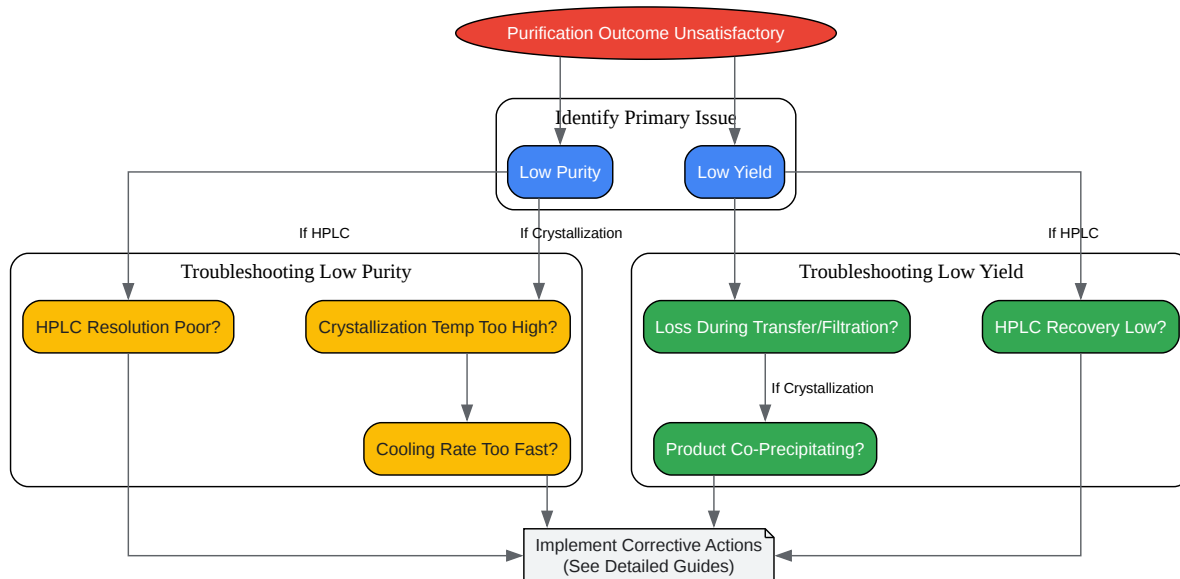 Purification Outcome Unsatisfactory
Identify Primary Issue
Low Purity
Low Yield
If HPLC
If Crystallization
If HPLC
Troubleshooting Low Purity
Troubleshooting Low Yield
HPLC Resolution Poor?
Crystallization Temp Too High?
Loss During Transfer/Filtration?
HPLC Recovery Low?
If Crystallization
Cooling Rate Too Fast?
Product Co-Precipitating?
Implement Corrective Actions
(See Detailed Guides)